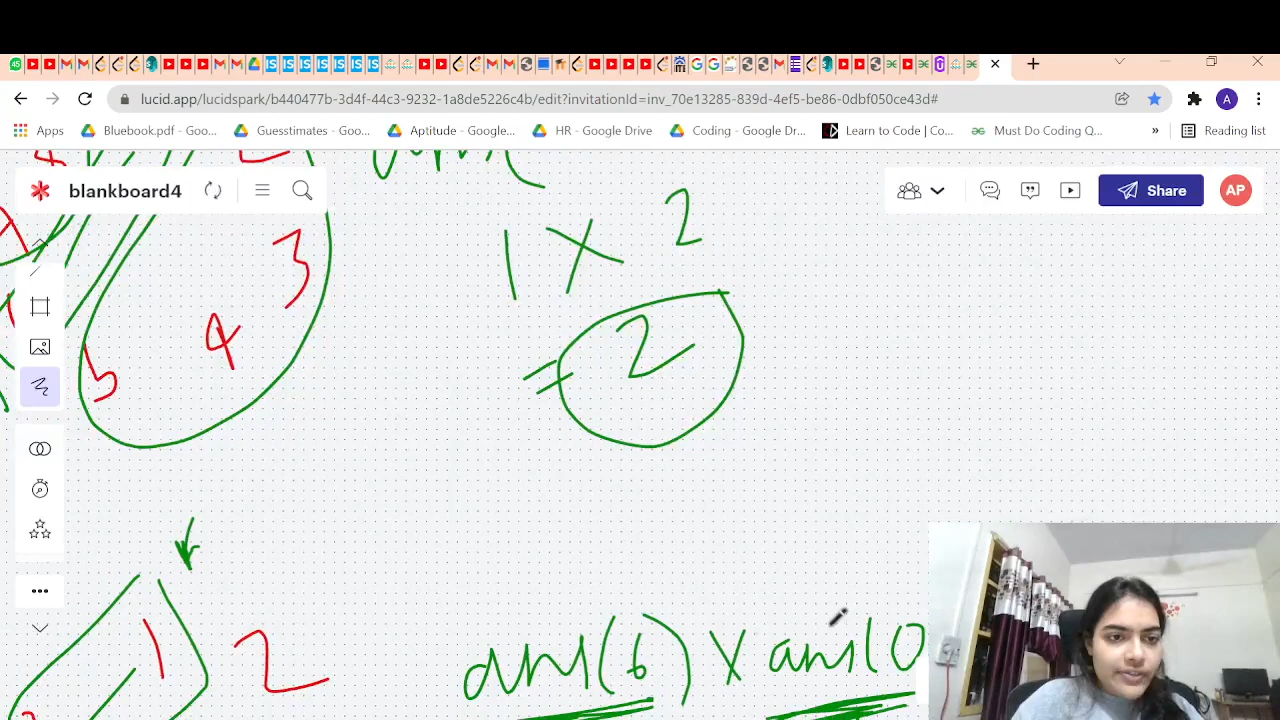 45
lucid.app/lucidspark/b440477b-3d4f-44c3-9232-1a8de5226c4b/edit?invitationId=inv_70e13285-839d-4ef5-be86-0dbf050ce43d#
A
Apps
Bluebook.pdf - Goo...
Guesstimates - Goo...
Aptitude - Google...
HR - Google Drive
Coding - Google Dr...
Learn to Code | Co...
Must Do Coding Q...
»
Reading list
blankboard4
Share
AP
1 X 2
3
= 2
4
5
1 2
ans(6) X ans(0